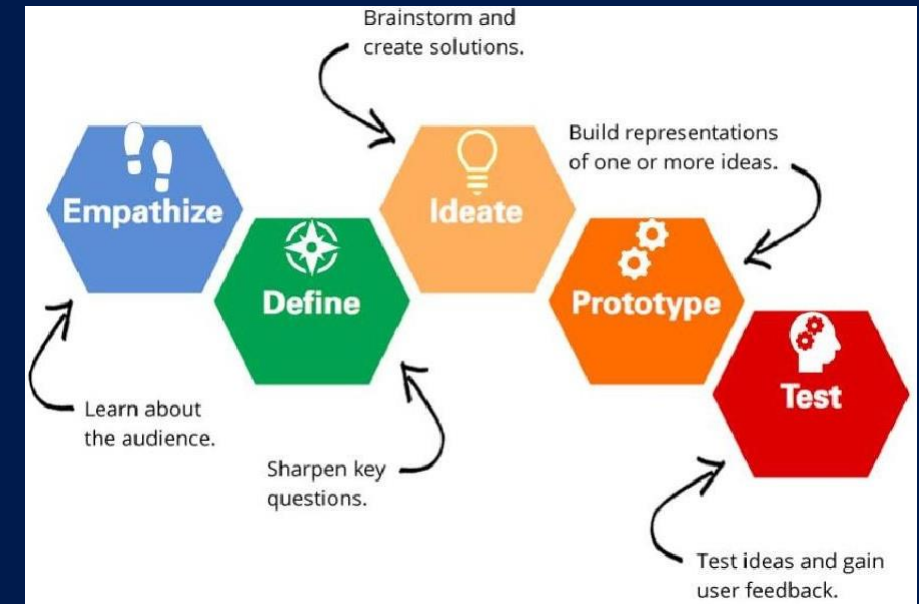 Brainstorm and
create solutions.
Build representations
of one or more ideas.
Empathize
Ideate
Define
Prototype
Test
Learn about
the audience.
Sharpen key
questions.
Test ideas and gain
user feedback.